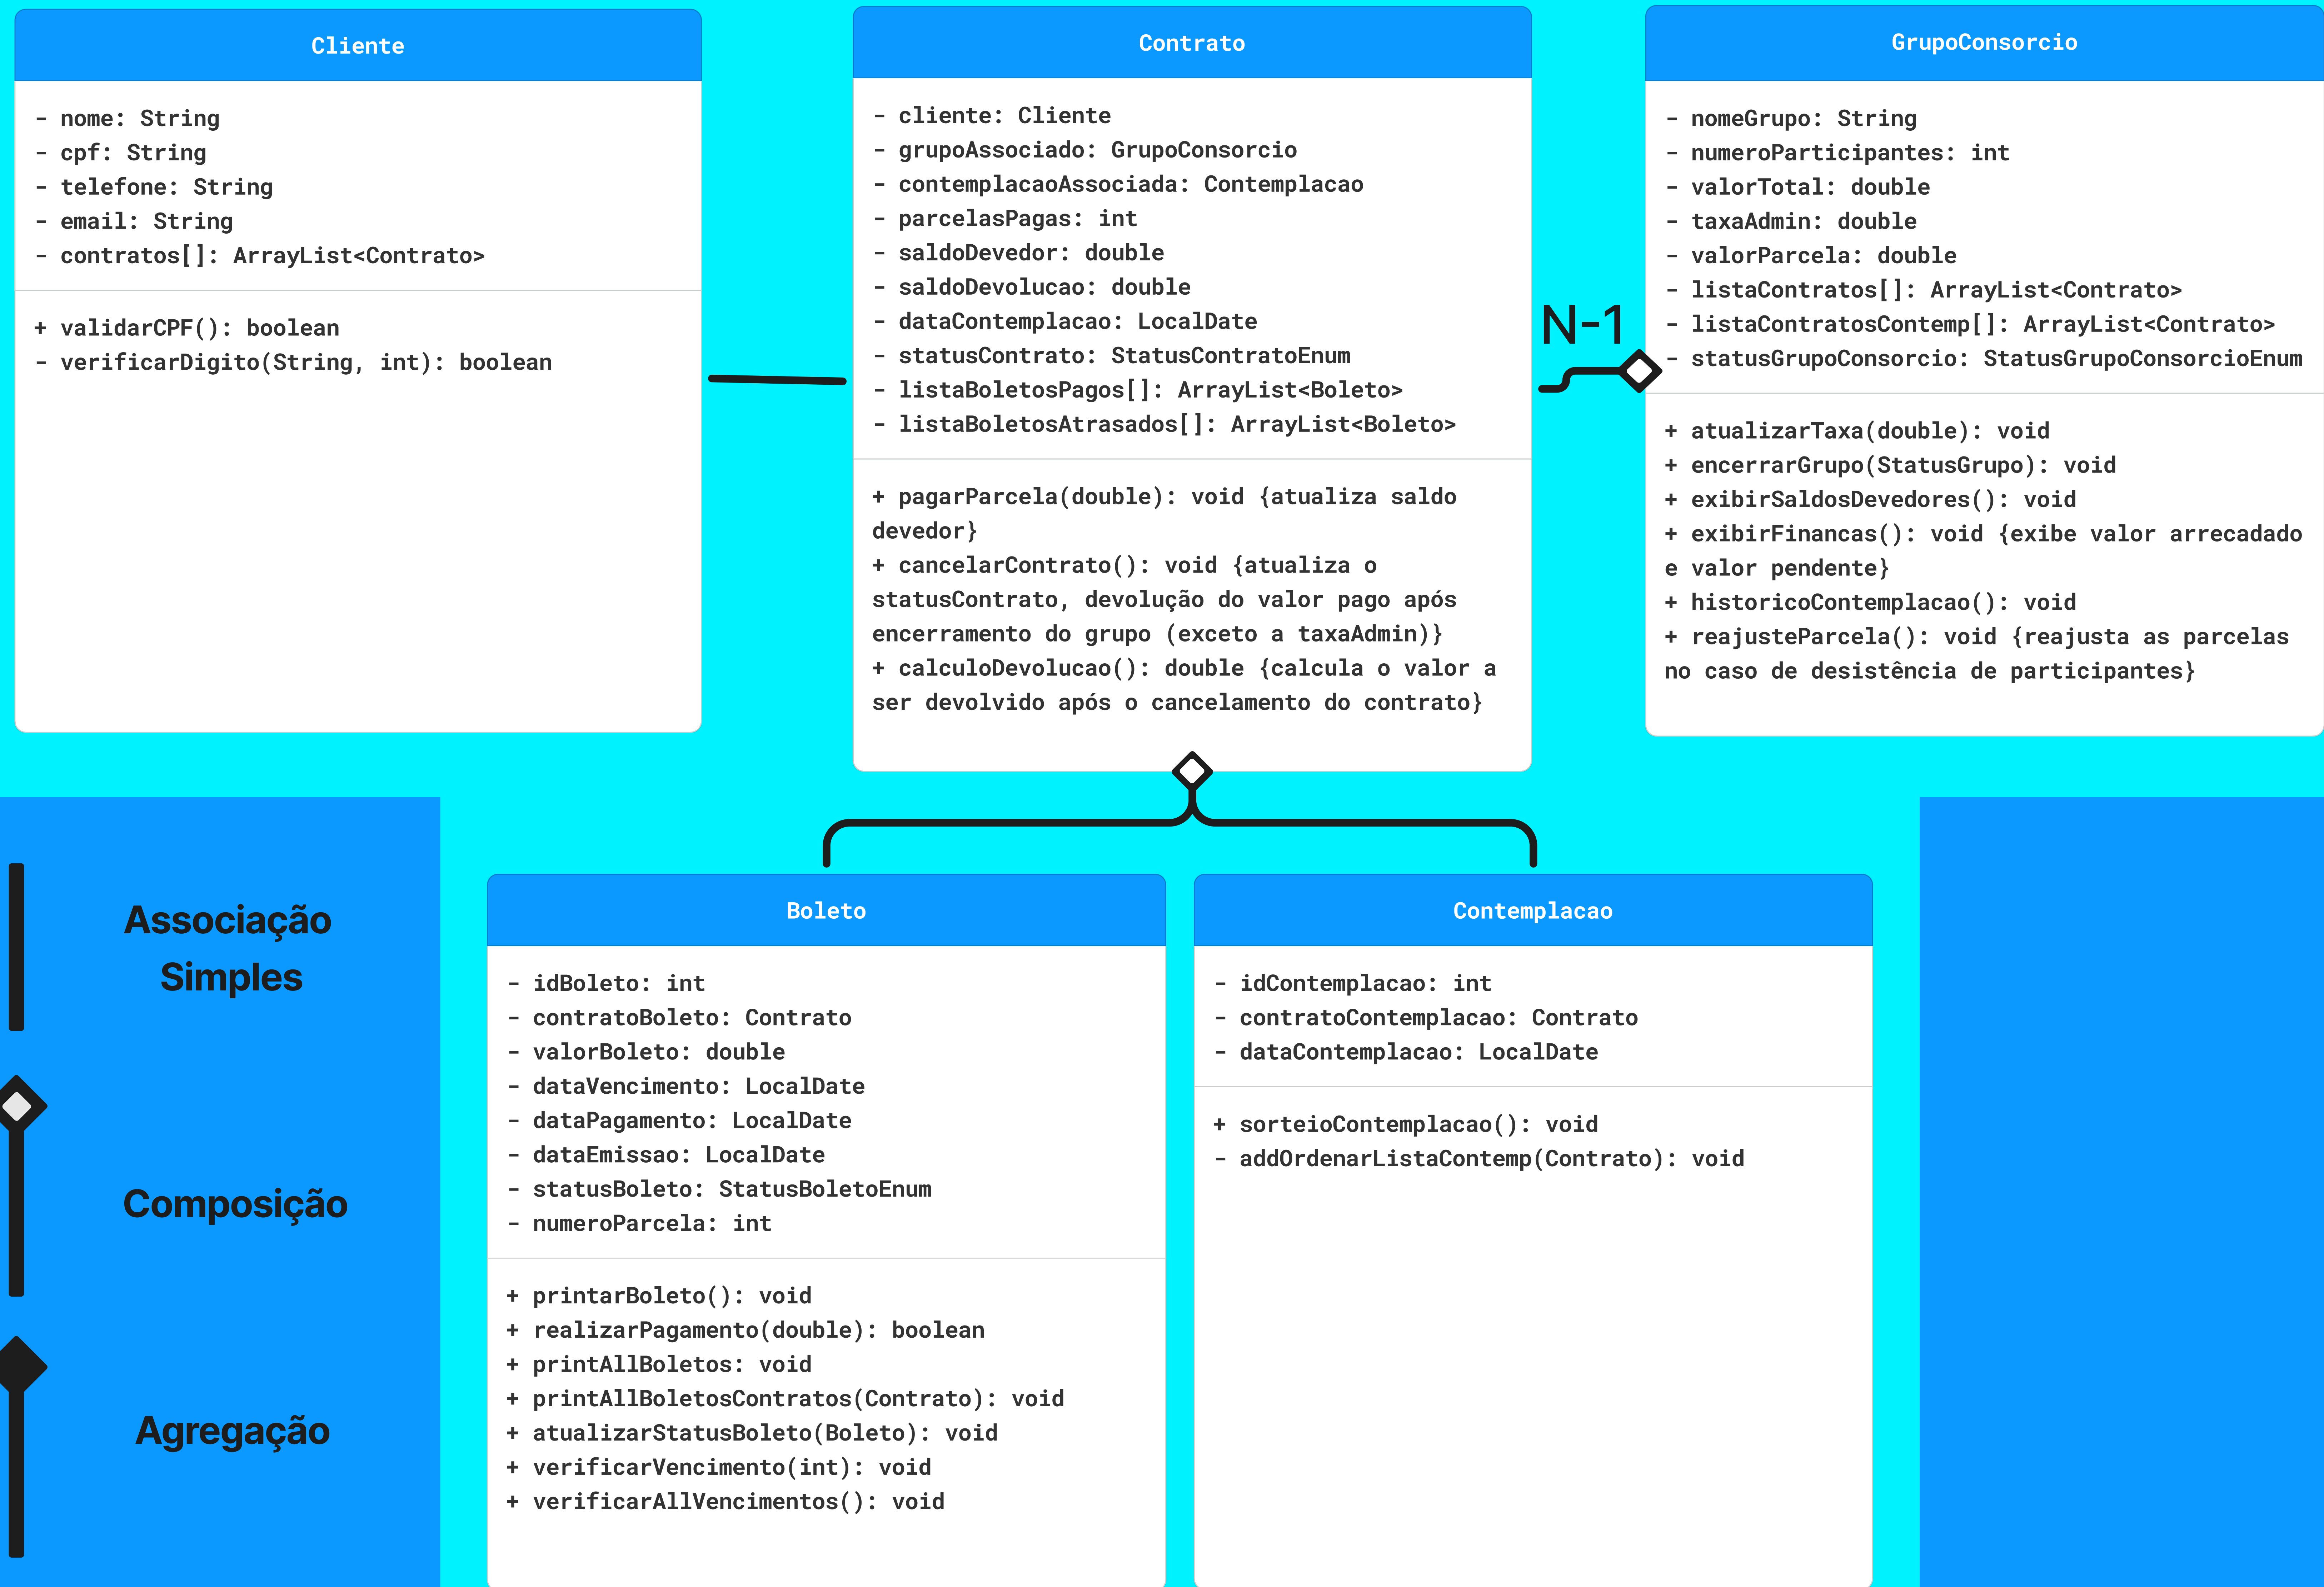 Cliente
- nome: String
- cpf: String
- telefone: String
- email: String
- contratos[]: ArrayList<Contrato>
+ validarCPF(): boolean
- verificarDigito(String, int): boolean
Contrato
- cliente: Cliente
- grupoAssociado: GrupoConsorcio
- contemplacaoAssociada: Contemplacao
- parcelasPagas: int
- saldoDevedor: double
- saldoDevolucao: double
- dataContemplacao: LocalDate
- statusContrato: StatusContratoEnum
- listaBoletosPagos[]: ArrayList<Boleto>
- listaBoletosAtrasados[]: ArrayList<Boleto>
+ pagarParcela(double): void {atualiza saldo
devedor}
+ cancelarContrato(): void {atualiza o
statusContrato, devolução do valor pago após
encerramento do grupo (exceto a taxaAdmin)}
+ calculoDevolucao(): double {calcula o valor a
ser devolvido após o cancelamento do contrato}
N-1
GrupoConsorcio
- nomeGrupo: String
- numeroParticipantes: int
- valorTotal: double
- taxaAdmin: double
- valorParcela: double
- listaContratos[]: ArrayList<Contrato>
- listaContratosContemp[]: ArrayList<Contrato>
- statusGrupoConsorcio: StatusGrupoConsorcioEnum
+ atualizarTaxa(double): void
+ encerrarGrupo(StatusGrupo): void
+ exibirSaldosDevedores(): void
+ exibirFinancas(): void {exibe valor arrecadado
e valor pendente}
+ historicoContemplacao(): void
+ reajusteParcela(): void {reajusta as parcelas
no caso de desistência de participantes}
Associação
Simples
Composição
Agregação
Boleto
- idBoleto: int
- contratoBoleto: Contrato
- valorBoleto: double
- dataVencimento: LocalDate
- dataPagamento: LocalDate
- dataEmissao: LocalDate
- statusBoleto: StatusBoletoEnum
- numeroParcela: int
+ printarBoleto(): void
+ realizarPagamento(double): boolean
+ printAllBoletos: void
+ printAllBoletosContratos(Contrato): void
+ atualizarStatusBoleto(Boleto): void
+ verificarVencimento(int): void
+ verificarAllVencimentos(): void
Contemplacao
- idContemplacao: int
- contratoContemplacao: Contrato
- dataContemplacao: LocalDate
+ sorteioContemplacao(): void
- addOrdenarListaContemp(Contrato): void